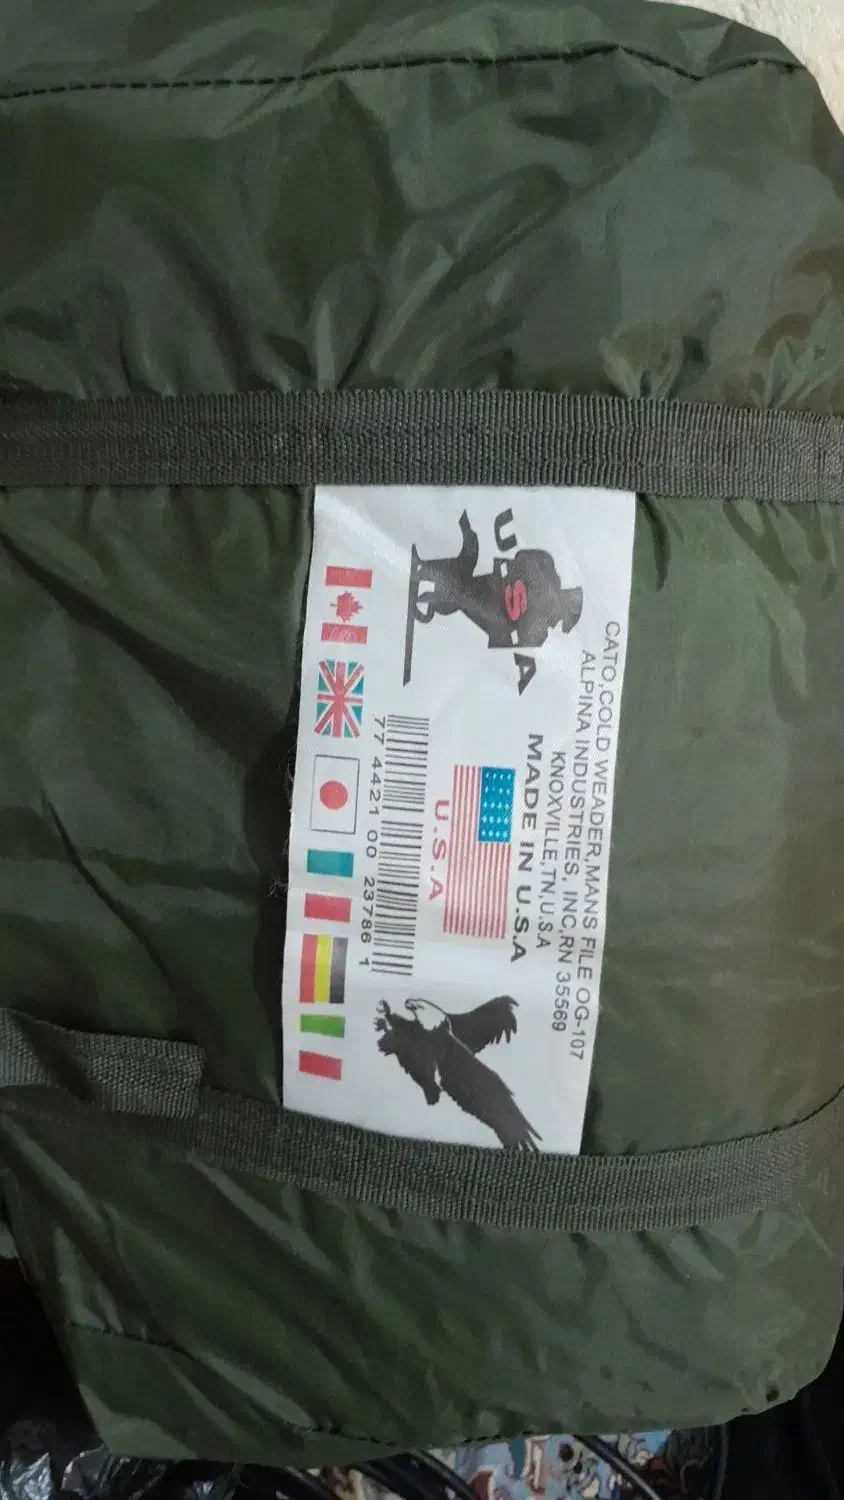 CATO,COLD WEADER,MANS FILE OG-107
ALPINA INDUSTRIES, INC,RN 35569
KNOXVILLE,TN,U.S.A
MADE IN U.S.A
U.S.A
U.S.A
77 4421 00 23786 1